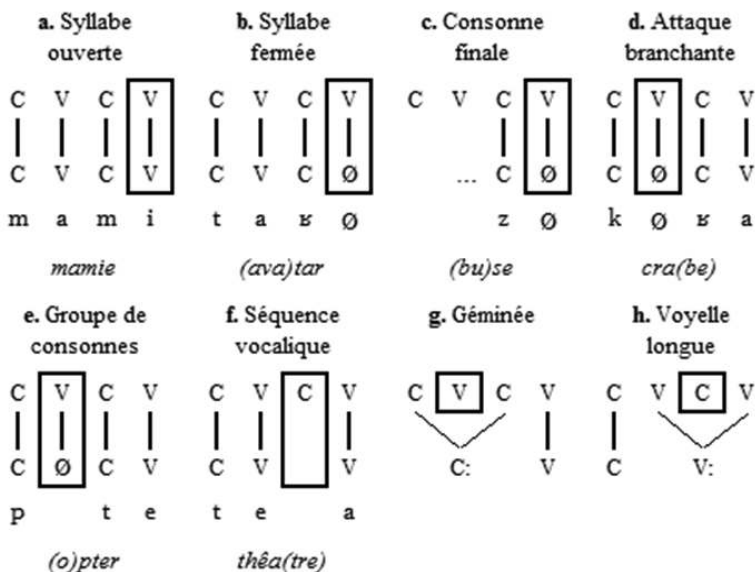 a. Syllabe b. Syllabe c. Consonne d. Attaque
ouverte fermée finale branchante
C V C V C V C V C V C V C V C V
C V C V C V C Ø ... C Ø C Ø C V
m a m i t a ʁ Ø z Ø k Ø ʁ a
mamie (ava)tar (bu)se cra(be)
e. Groupe de f. Séquence g. Géminée h. Voyelle
consonnes vocalique longue
C V C V C V C V C V C V C V C V
C Ø C V C V V C: V C V:
p t e t e a
(o)pter thêa(tre)